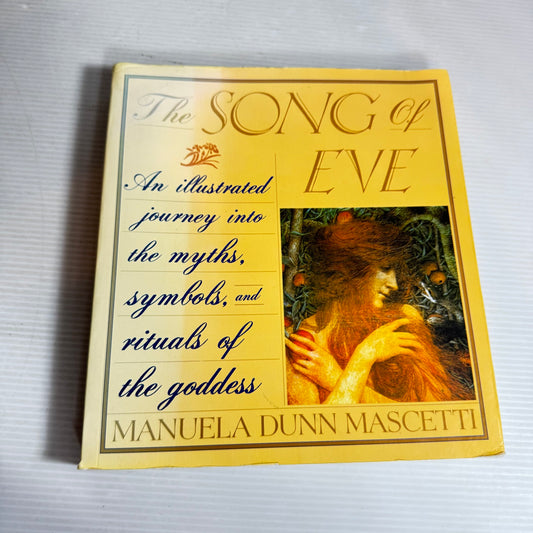 The SONG Of
EVE
An illustrated
journey into
the myths,
symbols, and
rituals of
the goddess
MANUELA DUNN MASCETTI